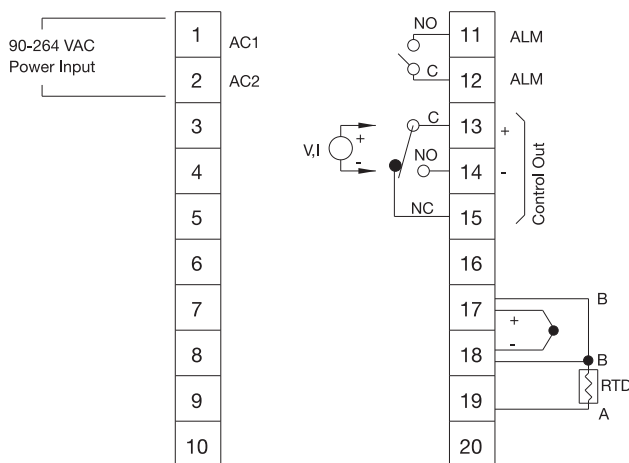 90-264 VAC
Power Input
1
AC1
2
AC2
3
4
5
6
7
8
9
10
NO
11
ALM
C
12
ALM
V,I
+
-
C
13
+
NO
14
-
NC
15
Control Out
16
17
+
-
18
19
20
B
B
RTD
A